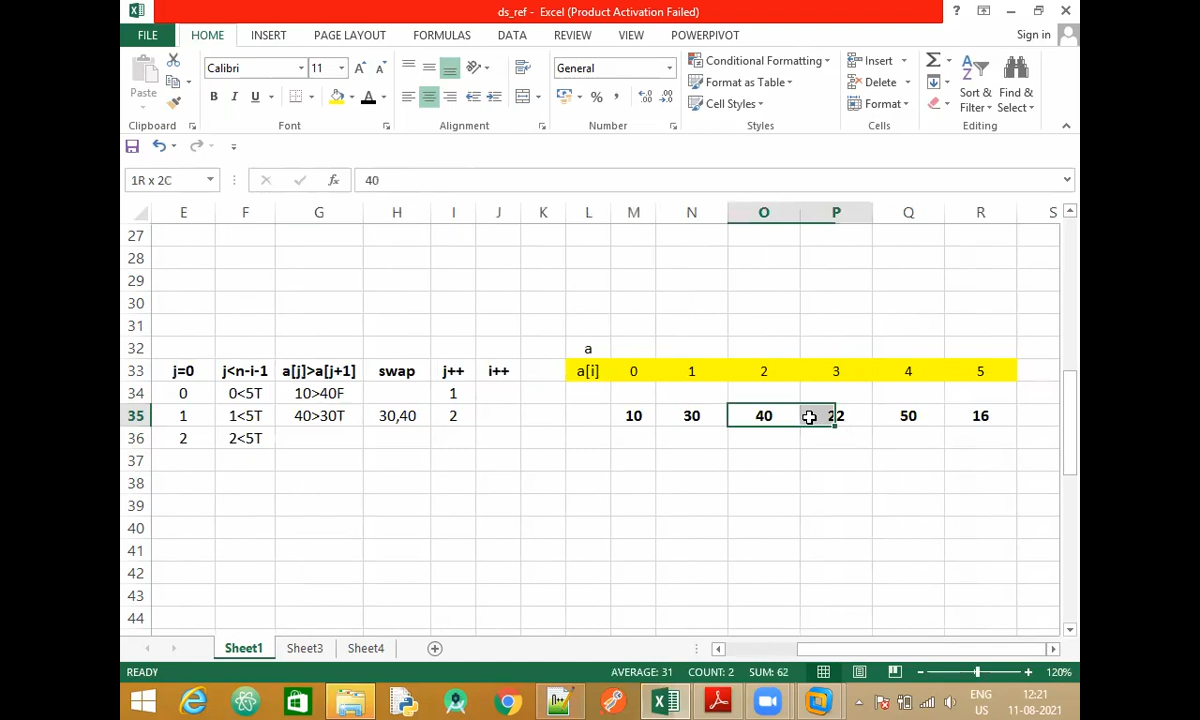 ds_ref - Excel (Product Activation Failed)
?
FILE HOME INSERT PAGE LAYOUT FORMULAS DATA REVIEW VIEW POWERPIVOT Sign in
Paste
Calibri 11
General
Conditional Formatting
Format as Table
Cell Styles
Insert
Delete
Format
Sort & Filter
Find & Select
B I U A % ,
Clipboard Font Alignment Number Styles Cells Editing
1R x 2C fx 40
E F G H I J K L M N O P Q R S
27
28
29
30
31
32 a
33 j=0 j<n-i-1 a[j]>a[j+1] swap j++ i++ a[i] 0 1 2 3 4 5
34 0 0<5T 10>40F 1
35 1 1<5T 40>30T 30,40 2 10 30 40 22 50 16
36 2 2<5T
37
38
39
40
41
42
43
44
Sheet1 Sheet3 Sheet4
READY AVERAGE: 31 COUNT: 2 SUM: 62 120%
ENG 12:21
US 11-08-2021